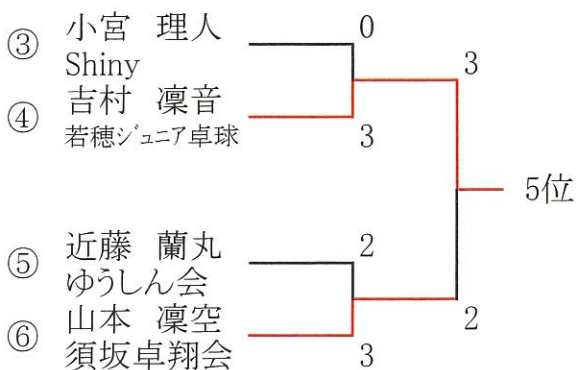 ③ 小宮 理人 0
Shiny
3
④ 吉村 凜音
若穂ジュニア卓球 3
5位
⑤ 近藤 蘭丸 2
ゆうしん会
⑥ 山本 凜空 2
須坂卓翔会 3